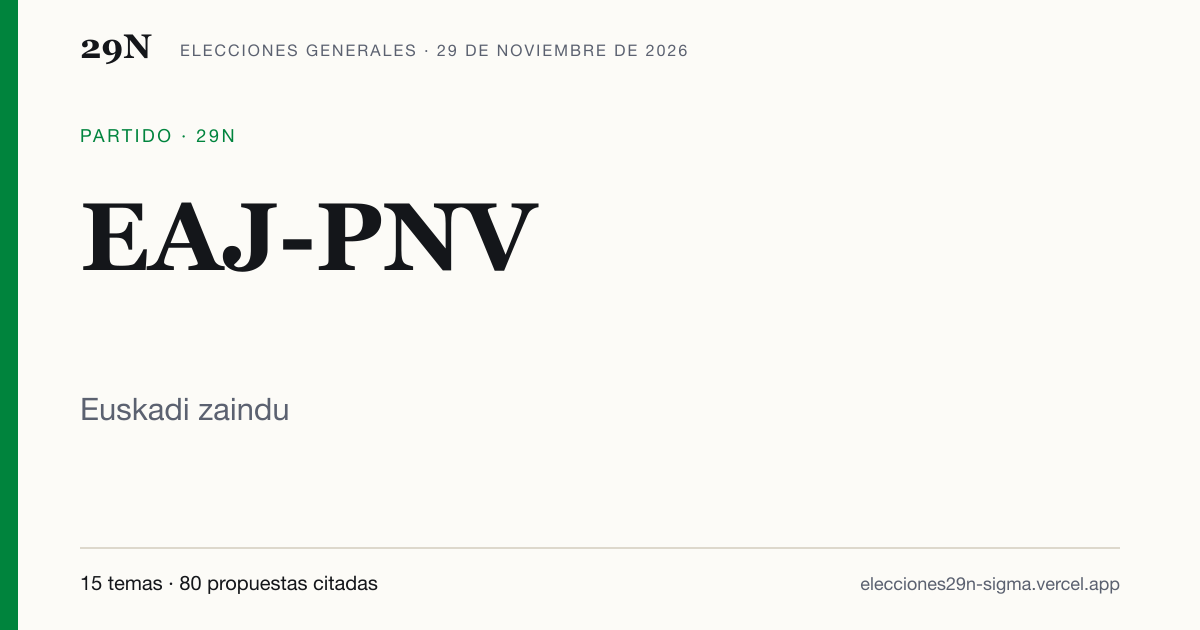 29N ELECCIONES GENERALES · 29 DE NOVIEMBRE DE 2026
PARTIDO · 29N
EAJ-PNV
Euskadi zaindu
15 temas · 80 propuestas citadas elecciones29n-sigma.vercel.app